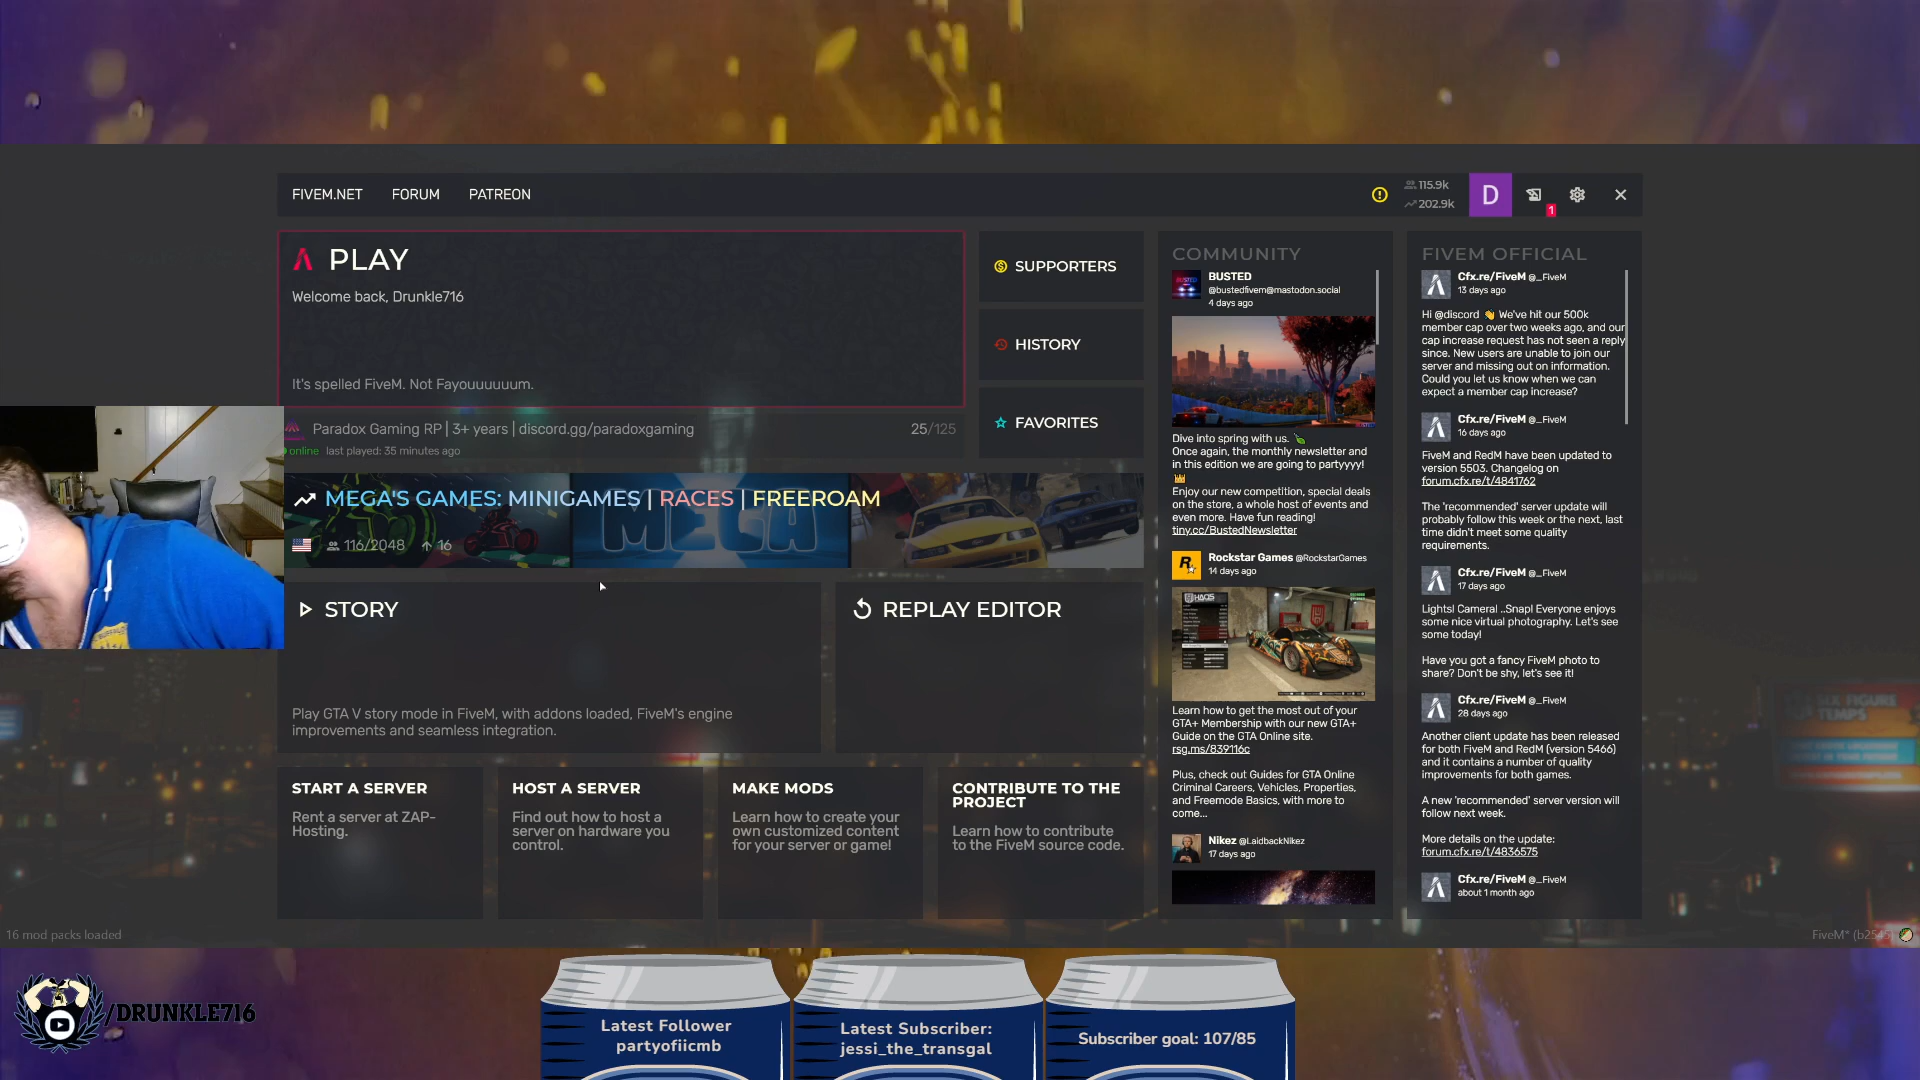 FIVEM.NET
FORUM
PATREON
115.9k
202.9k
D
1
PLAY
Welcome back, Drunkle716
It's spelled FiveM. Not Fayouuuuuum.
SUPPORTERS
HISTORY
FAVORITES
Paradox Gaming RP | 3+ years | discord.gg/paradoxgaming
25/125
online
last played: 35 minutes ago
MEGA'S GAMES: MINIGAMES | RACES | FREEROAM
MEGA
116/2048
16
STORY
Play GTA V story mode in FiveM, with addons loaded, FiveM's engine
improvements and seamless integration.
REPLAY EDITOR
START A SERVER
Rent a server at ZAP-
Hosting.
HOST A SERVER
Find out how to host a
server on hardware you
control.
MAKE MODS
Learn how to create your
own customized content
for your server or game!
CONTRIBUTE TO THE
PROJECT
Learn how to contribute
to the FiveM source code.
COMMUNITY
BUSTED
@bustedfivem@mastodon.social
4 days ago
Dive into spring with us.
Once again, the monthly newsletter and
in this edition we are going to partyyyy!
Enjoy our new competition, special deals
on the store, a whole host of events and
even more. Have fun reading!
tiny.cc/BustedNewsletter
Rockstar Games @RockstarGames
14 days ago
Learn how to get the most out of your
GTA+ Membership with our new GTA+
Guide on the GTA Online site.
rsg.ms/839116c
Plus, check out Guides for GTA Online
Criminal Careers, Vehicles, Properties,
and Freemode Basics, with more to
come...
Nikez @LaidbackNikez
17 days ago
FIVEM OFFICIAL
Cfx.re/FiveM @_FiveM
13 days ago
Hi @discord 👋 We've hit our 500k
member cap over two weeks ago, and our
cap increase request has not seen a reply
since. New users are unable to join our
server and missing out on information.
Could you let us know when we can
expect a member cap increase?
Cfx.re/FiveM @_FiveM
16 days ago
FiveM and RedM have been updated to
version 5503. Changelog on
forum.cfx.re/t/4841762
The 'recommended' server update will
probably follow this week or the next, last
time didn't meet some quality
requirements.
Cfx.re/FiveM @_FiveM
17 days ago
Lights! Camera! ..Snap! Everyone enjoys
some nice virtual photography. Let's see
some today!
Have you got a fancy FiveM photo to
share? Don't be shy, let's see it!
Cfx.re/FiveM @_FiveM
28 days ago
Another client update has been released
for both FiveM and RedM (version 5466)
and it contains a number of quality
improvements for both games.
A new 'recommended' server version will
follow next week.
More details on the update:
forum.cfx.re/t/4836575
Cfx.re/FiveM @_FiveM
about 1 month ago
SIX-FIGURE
TEMPS
16 mod packs loaded
/DRUNKLE716
Latest Follower
partyofiicmb
Latest Subscriber:
jessi_the_transgal
Subscriber goal: 107/85